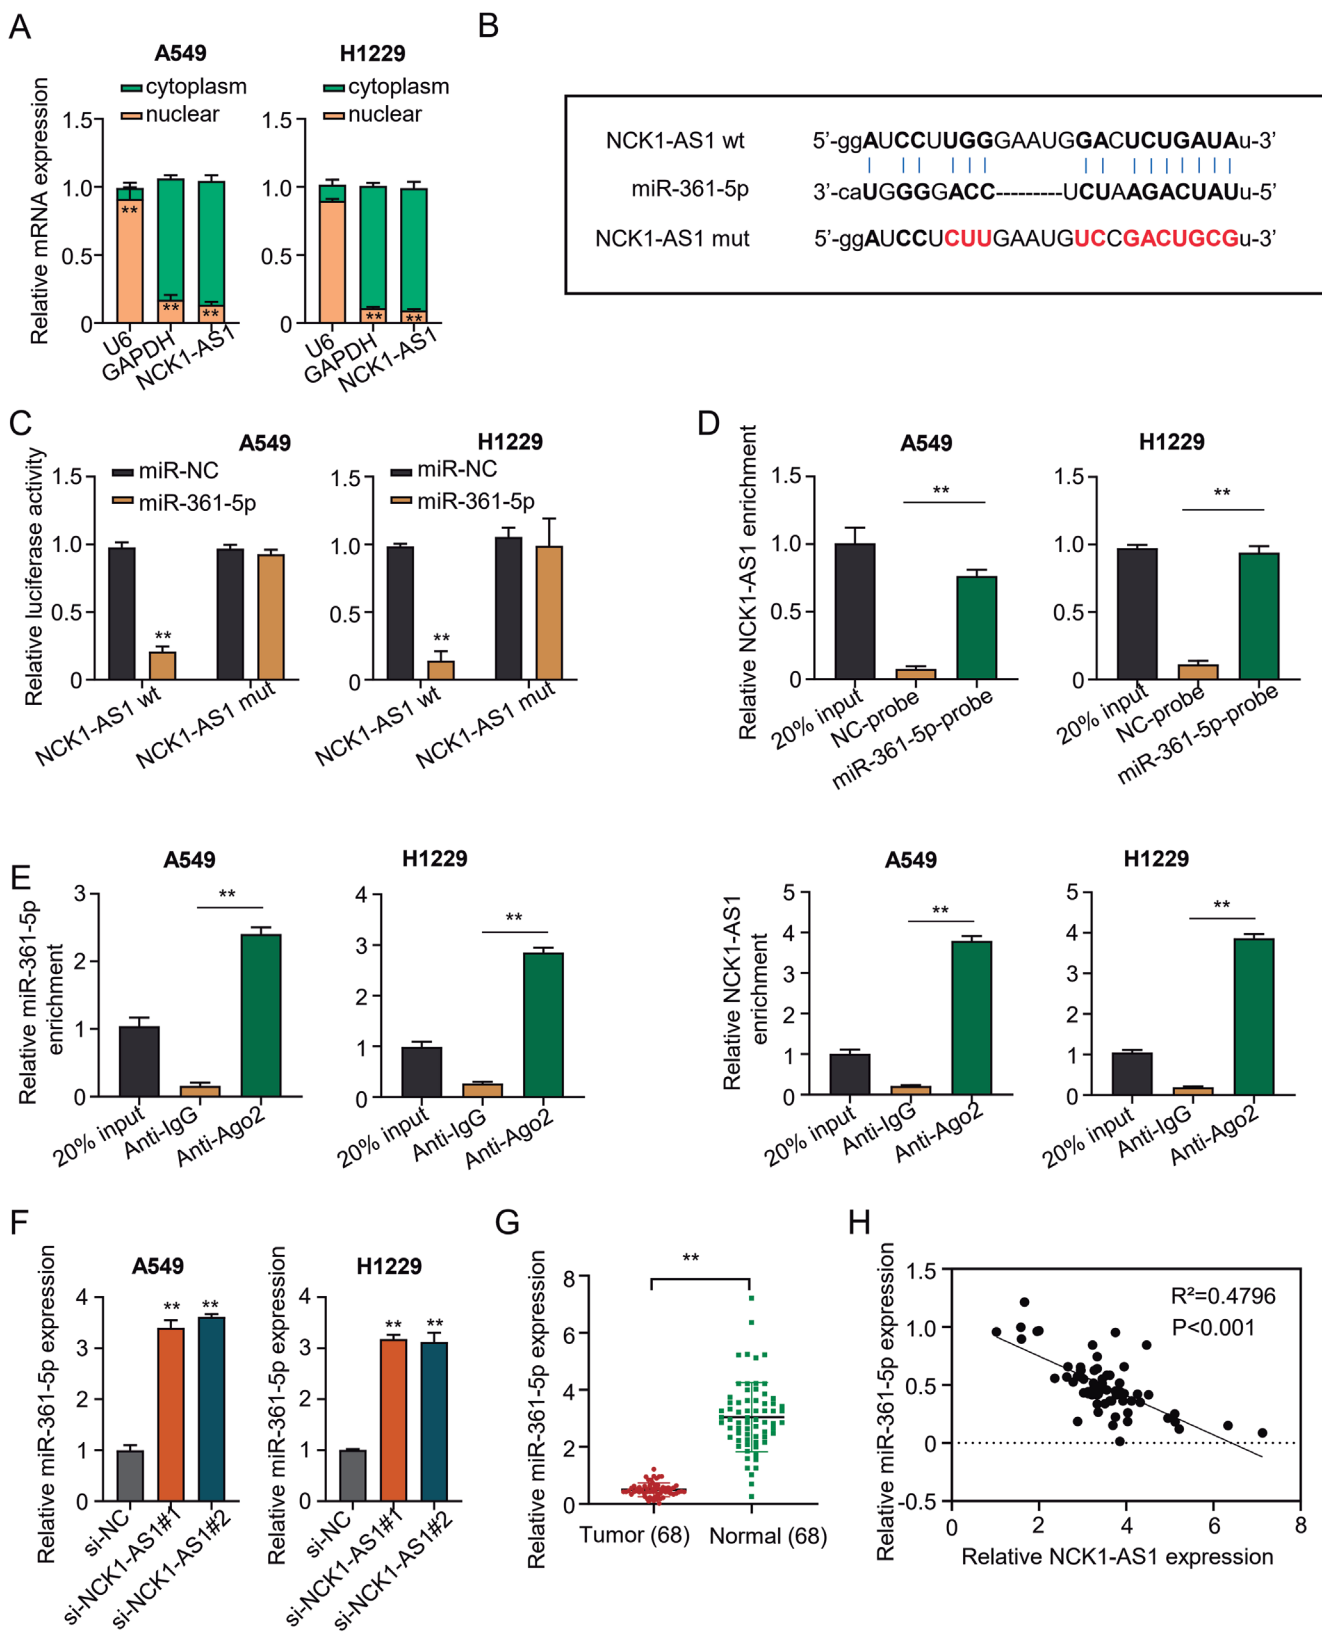 A
A549
H1229
cytoplasm
nuclear
cytoplasm
nuclear
Relative mRNA expression
1.5
1.0
0.5
0
**
**
**
U6
GAPDH
NCK1-AS1
1.5
1.0
0.5
0
**
**
U6
GAPDH
NCK1-AS1
B
NCK1-AS1 wt 5’-ggAUCCUUGGGAAUGGACUCUGAUAu-3’
miR-361-5p 3’-caUGGGGACC---------UCUAAGACUAUu-5’
NCK1-AS1 mut 5’-ggAUCCUCUUGAAUGUCCGACUGCGu-3’
C
A549
H1229
miR-NC
miR-361-5p
miR-NC
miR-361-5p
Relative luciferase activity
1.5
1.0
0.5
0
**
NCK1-AS1 wt
NCK1-AS1 mut
1.5
1.0
0.5
0
**
NCK1-AS1 wt
NCK1-AS1 mut
D
A549
H1229
Relative NCK1-AS1 enrichment
1.5
1.0
0.5
0
**
20% input
NC-probe
miR-361-5p-probe
1.5
1.0
0.5
0
**
20% input
NC-probe
miR-361-5p-probe
E
A549
H1229
A549
H1229
Relative miR-361-5p
enrichment
3
2
1
0
**
20% input
Anti-IgG
Anti-Ago2
4
3
2
1
0
**
20% input
Anti-IgG
Anti-Ago2
Relative NCK1-AS1
enrichment
5
4
3
2
1
0
**
20% input
Anti-IgG
Anti-Ago2
5
4
3
2
1
0
**
20% input
Anti-IgG
Anti-Ago2
F
A549
H1229
Relative miR-361-5p expression
4
3
2
1
0
**
**
si-NC
si-NCK1-AS1#1
si-NCK1-AS1#2
Relative miR-361-5p expression
4
3
2
1
0
**
**
si-NC
si-NCK1-AS1#1
si-NCK1-AS1#2
G
Relative miR-361-5p expression
8
6
4
2
0
**
Tumor (68)
Normal (68)
H
Relative miR-361-5p expression
1.5
1.0
0.5
0
-0.5
R²=0.4796
P<0.001
0
2
4
6
8
Relative NCK1-AS1 expression